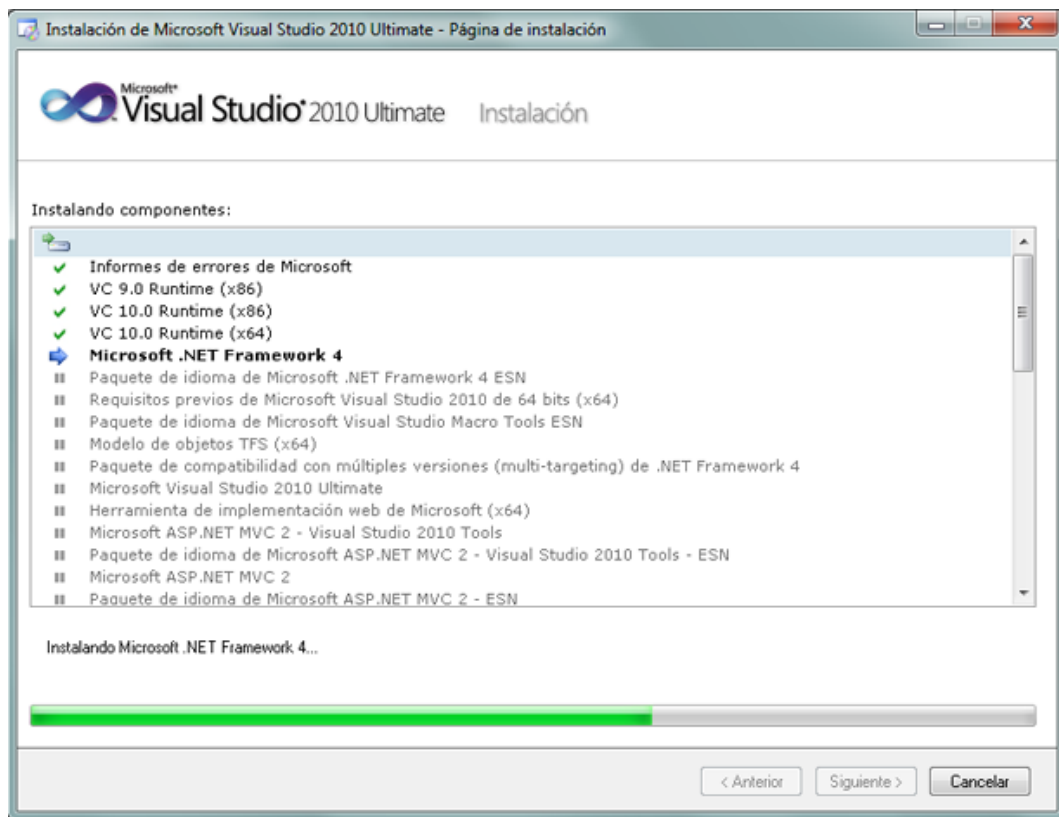 Instalación de Microsoft Visual Studio 2010 Ultimate - Página de instalación
Microsoft®
Visual Studio® 2010 Ultimate Instalación
Instalando componentes:
Informes de errores de Microsoft
VC 9.0 Runtime (x86)
VC 10.0 Runtime (x86)
VC 10.0 Runtime (x64)
Microsoft .NET Framework 4
Paquete de idioma de Microsoft .NET Framework 4 ESN
Requisitos previos de Microsoft Visual Studio 2010 de 64 bits (x64)
Paquete de idioma de Microsoft Visual Studio Macro Tools ESN
Modelo de objetos TFS (x64)
Paquete de compatibilidad con múltiples versiones (multi-targeting) de .NET Framework 4
Microsoft Visual Studio 2010 Ultimate
Herramienta de implementación web de Microsoft (x64)
Microsoft ASP.NET MVC 2 - Visual Studio 2010 Tools
Paquete de idioma de Microsoft ASP.NET MVC 2 - Visual Studio 2010 Tools - ESN
Microsoft ASP.NET MVC 2
Paquete de idioma de Microsoft ASP.NET MVC 2 - ESN
Instalando Microsoft .NET Framework 4...
< Anterior Siguiente > Cancelar